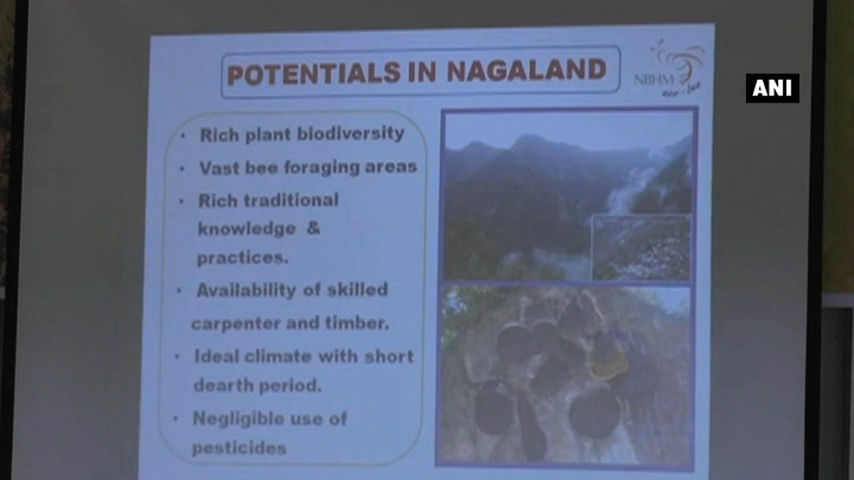 POTENTIALS IN NAGALAND
NBHM
ANI
• Rich plant biodiversity
• Vast bee foraging areas
• Rich traditional
knowledge &
practices.
• Availability of skilled
carpenter and timber.
• Ideal climate with short
dearth period.
• Negligible use of
pesticides